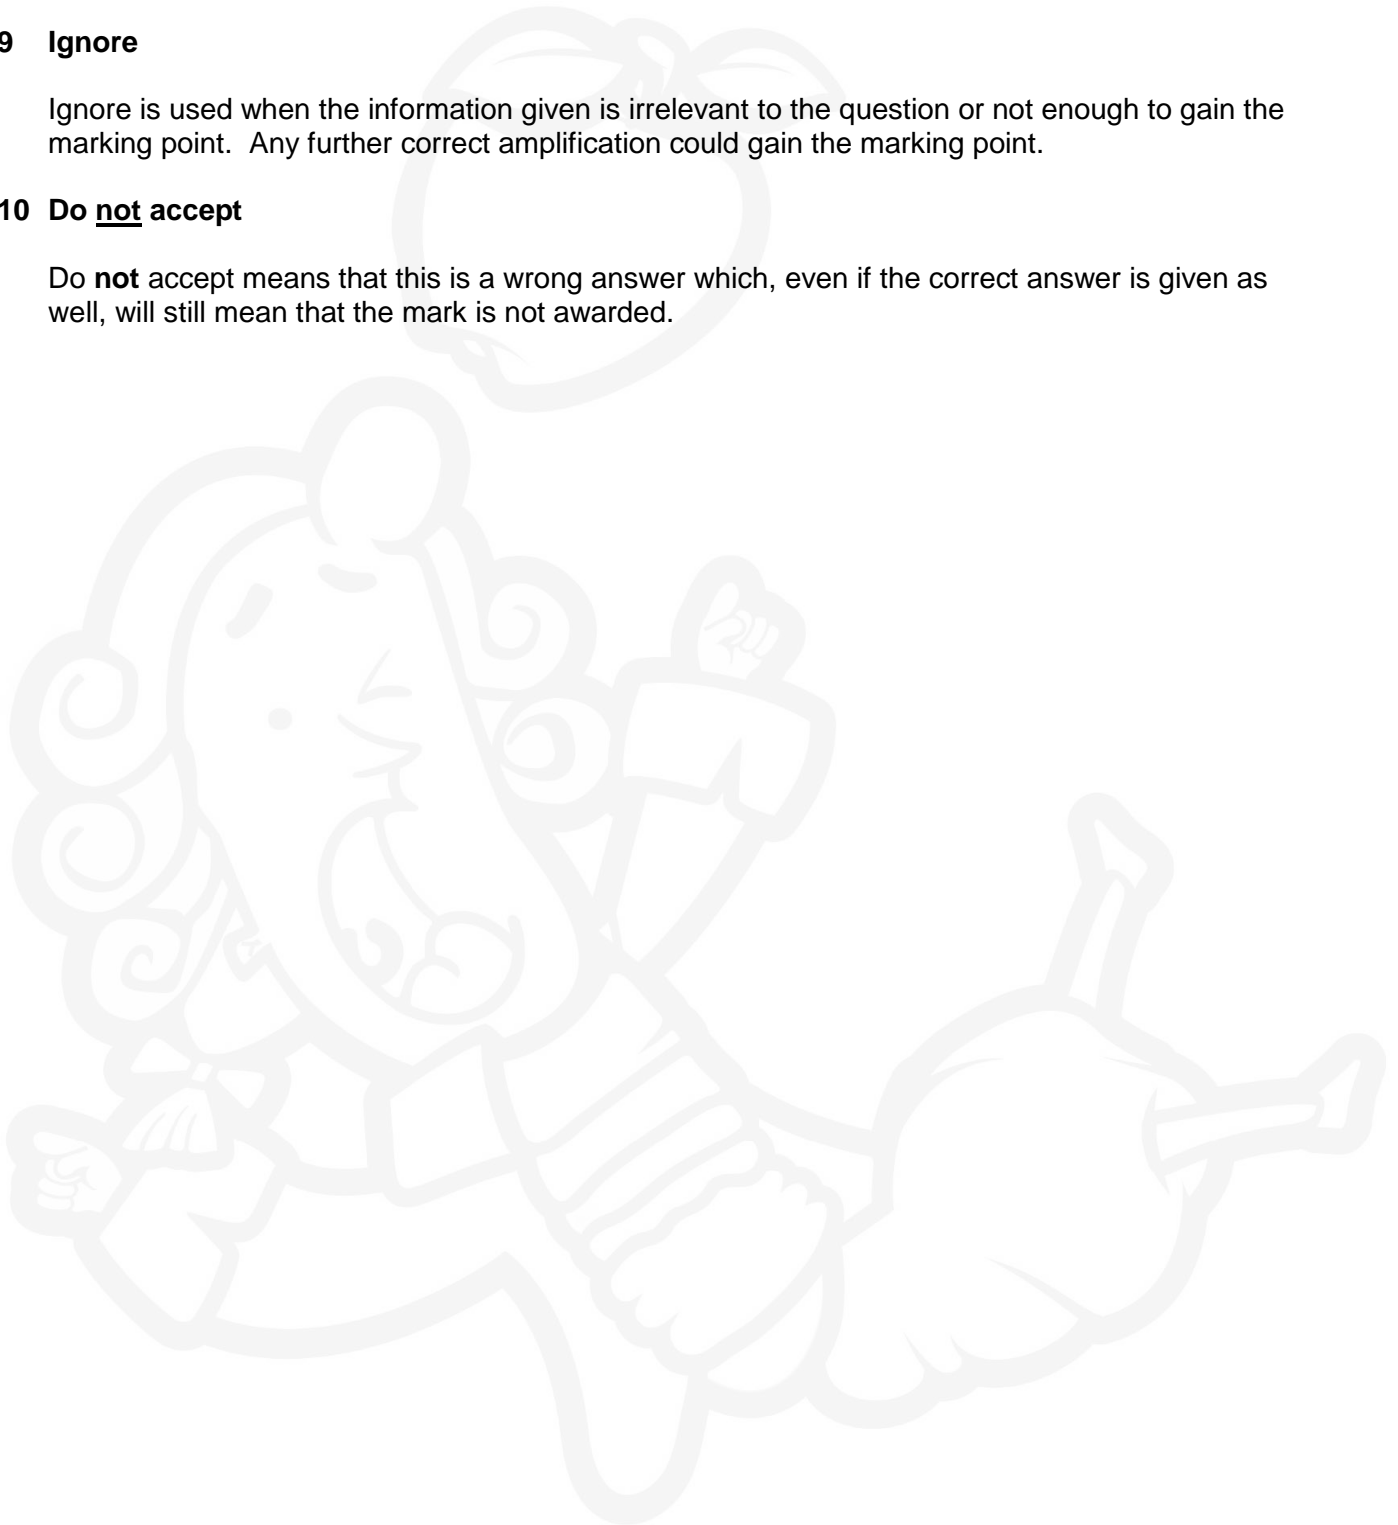 9 Ignore
Ignore is used when the information given is irrelevant to the question or not enough to gain the
marking point.  Any further correct amplification could gain the marking point.
10 Do not accept
Do not accept means that this is a wrong answer which, even if the correct answer is given as
well, will still mean that the mark is not awarded.